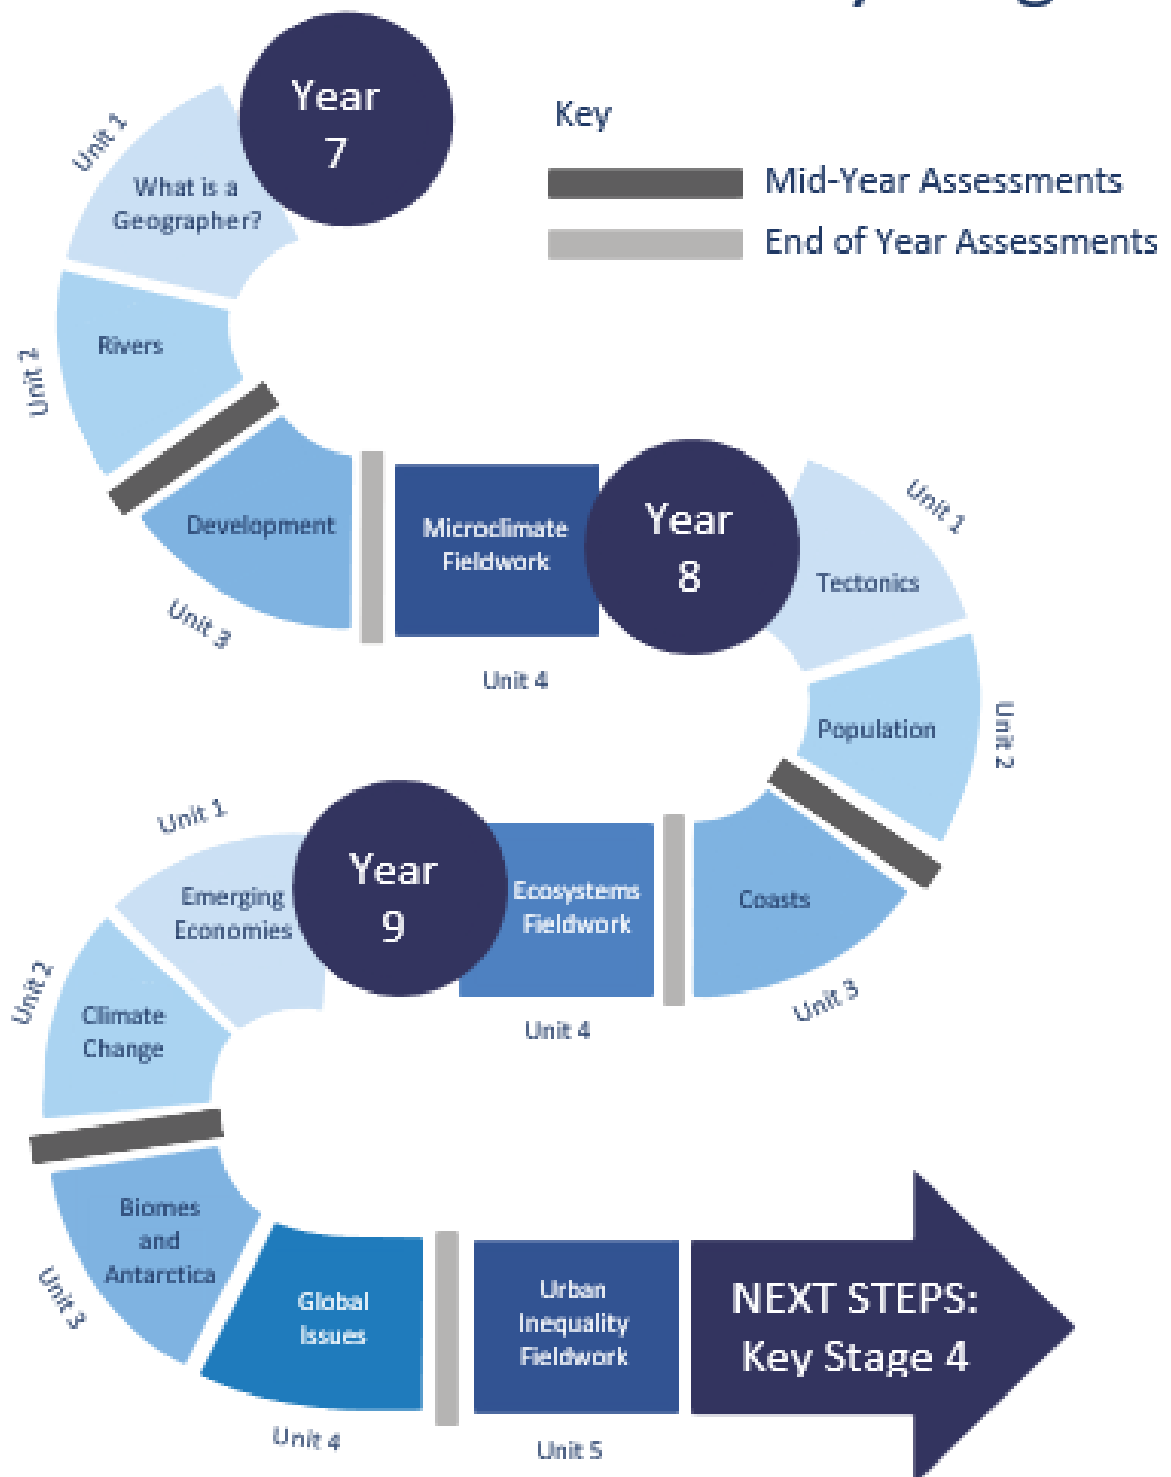 Year
7
Key
Mid-Year Assessments
End of Year Assessments
Unit 1
What is a
Geographer?
Unit 2
Rivers
Unit 3
Development
Microclimate
Fieldwork
Unit 4
Year
8
Unit 1
Tectonics
Unit 2
Population
Coasts
Unit 3
Ecosystems
Fieldwork
Unit 4
Year
9
Unit 1
Emerging
Economies
Unit 2
Climate
Change
Biomes
and
Antarctica
Unit 3
Global
Issues
Unit 4
Urban
Inequality
Fieldwork
Unit 5
NEXT STEPS:
Key Stage 4